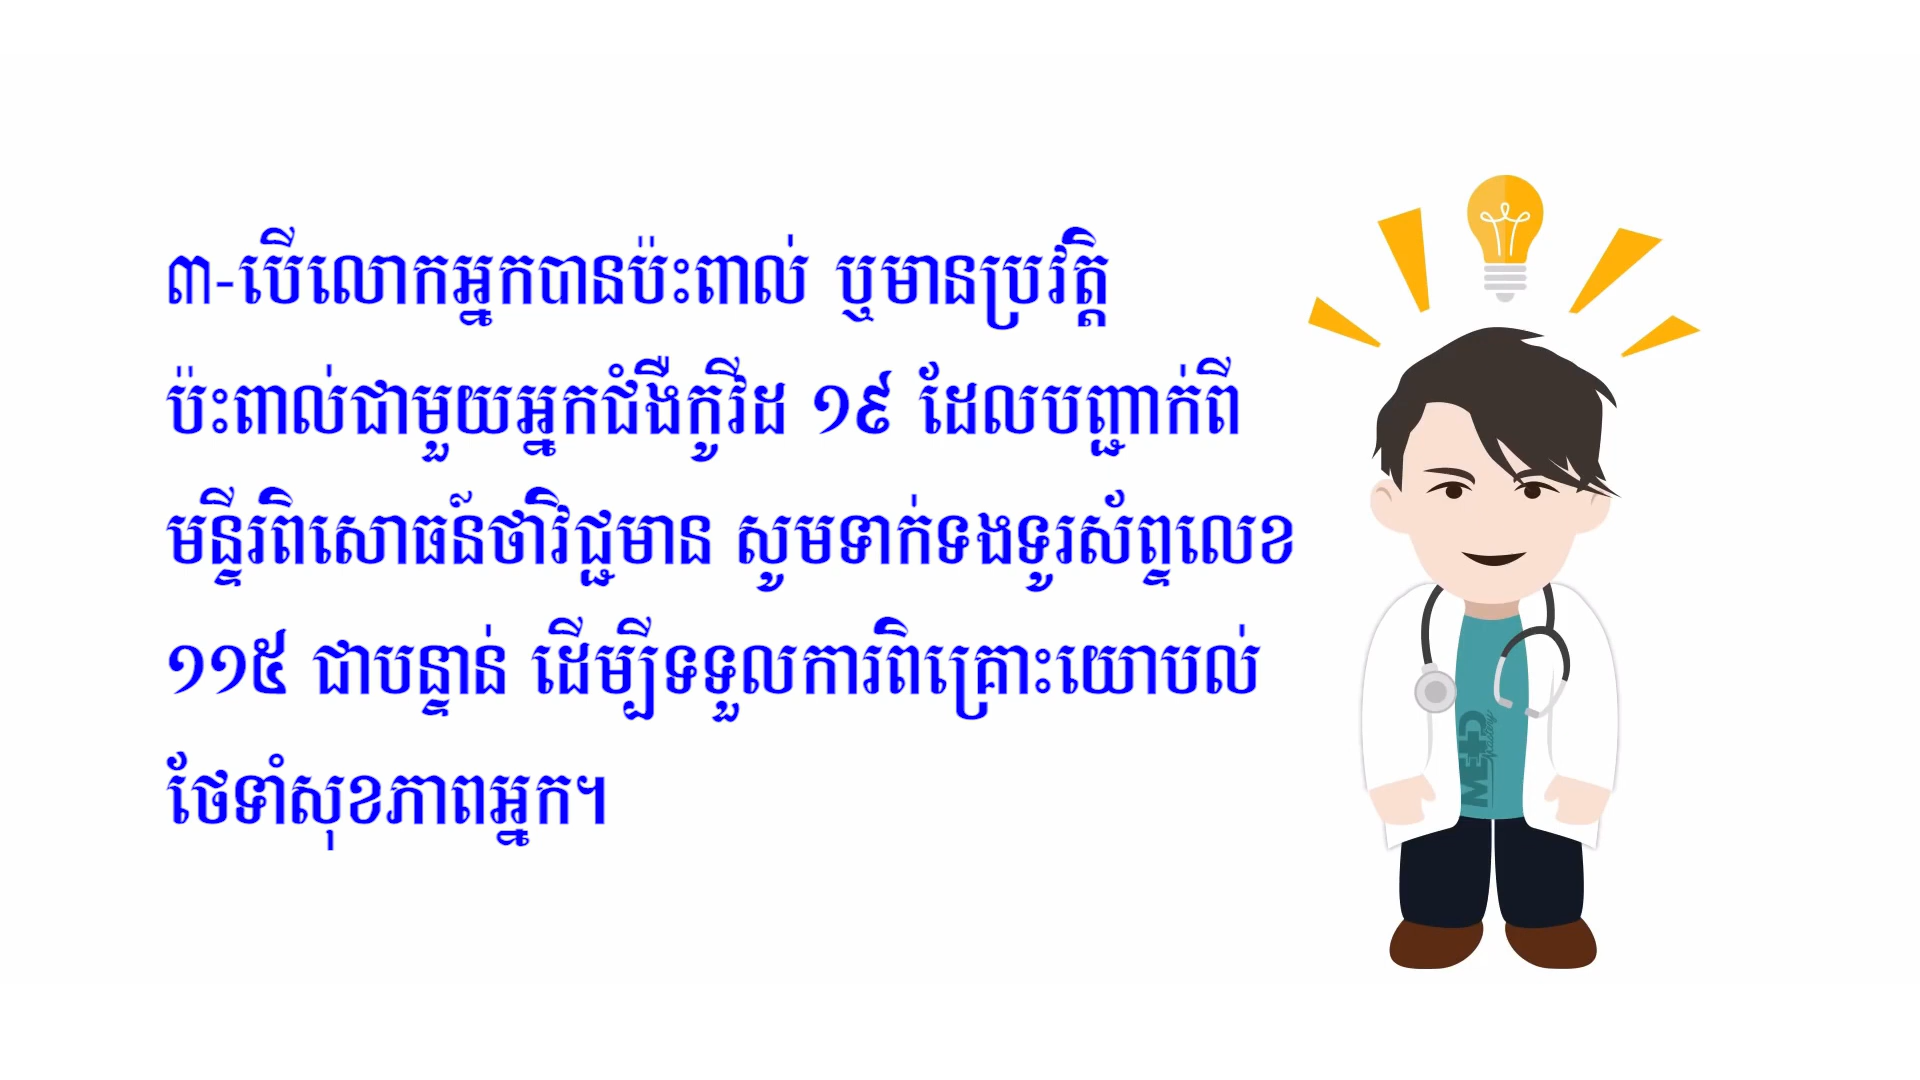 ៣-បើលោកអ្នកបានប៉ះពាល់ ឬមានប្រវត្តិ
ប៉ះពាល់ជាមួយអ្នកជំងឺកូវីដ ១៩ ដែលបញ្ជាក់ពី
មន្ទីរពិសោធន៍ថាវិជ្ជមាន សូមទាក់ទងទូរស័ព្ទលេខ
១១៥ ជាបន្ទាន់ ដើម្បីទទួលការពិគ្រោះយោបល់
ថែទាំសុខភាពអ្នក។
MED
Mastery